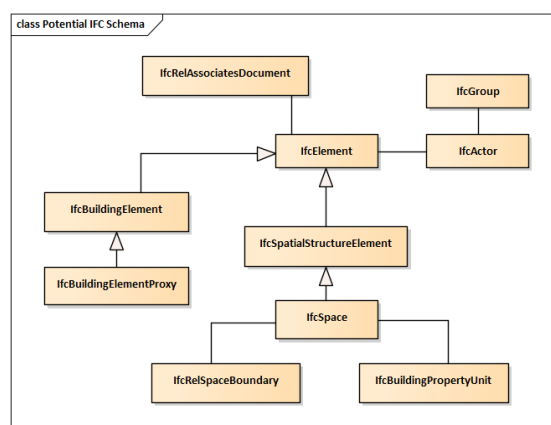 class Potential IFC Schema
IfcRelAssociatesDocument
IfcGroup
IfcElement
IfcActor
IfcBuildingElement
IfcSpatialStructureElement
IfcBuildingElementProxy
IfcSpace
IfcRelSpaceBoundary
IfcBuildingPropertyUnit